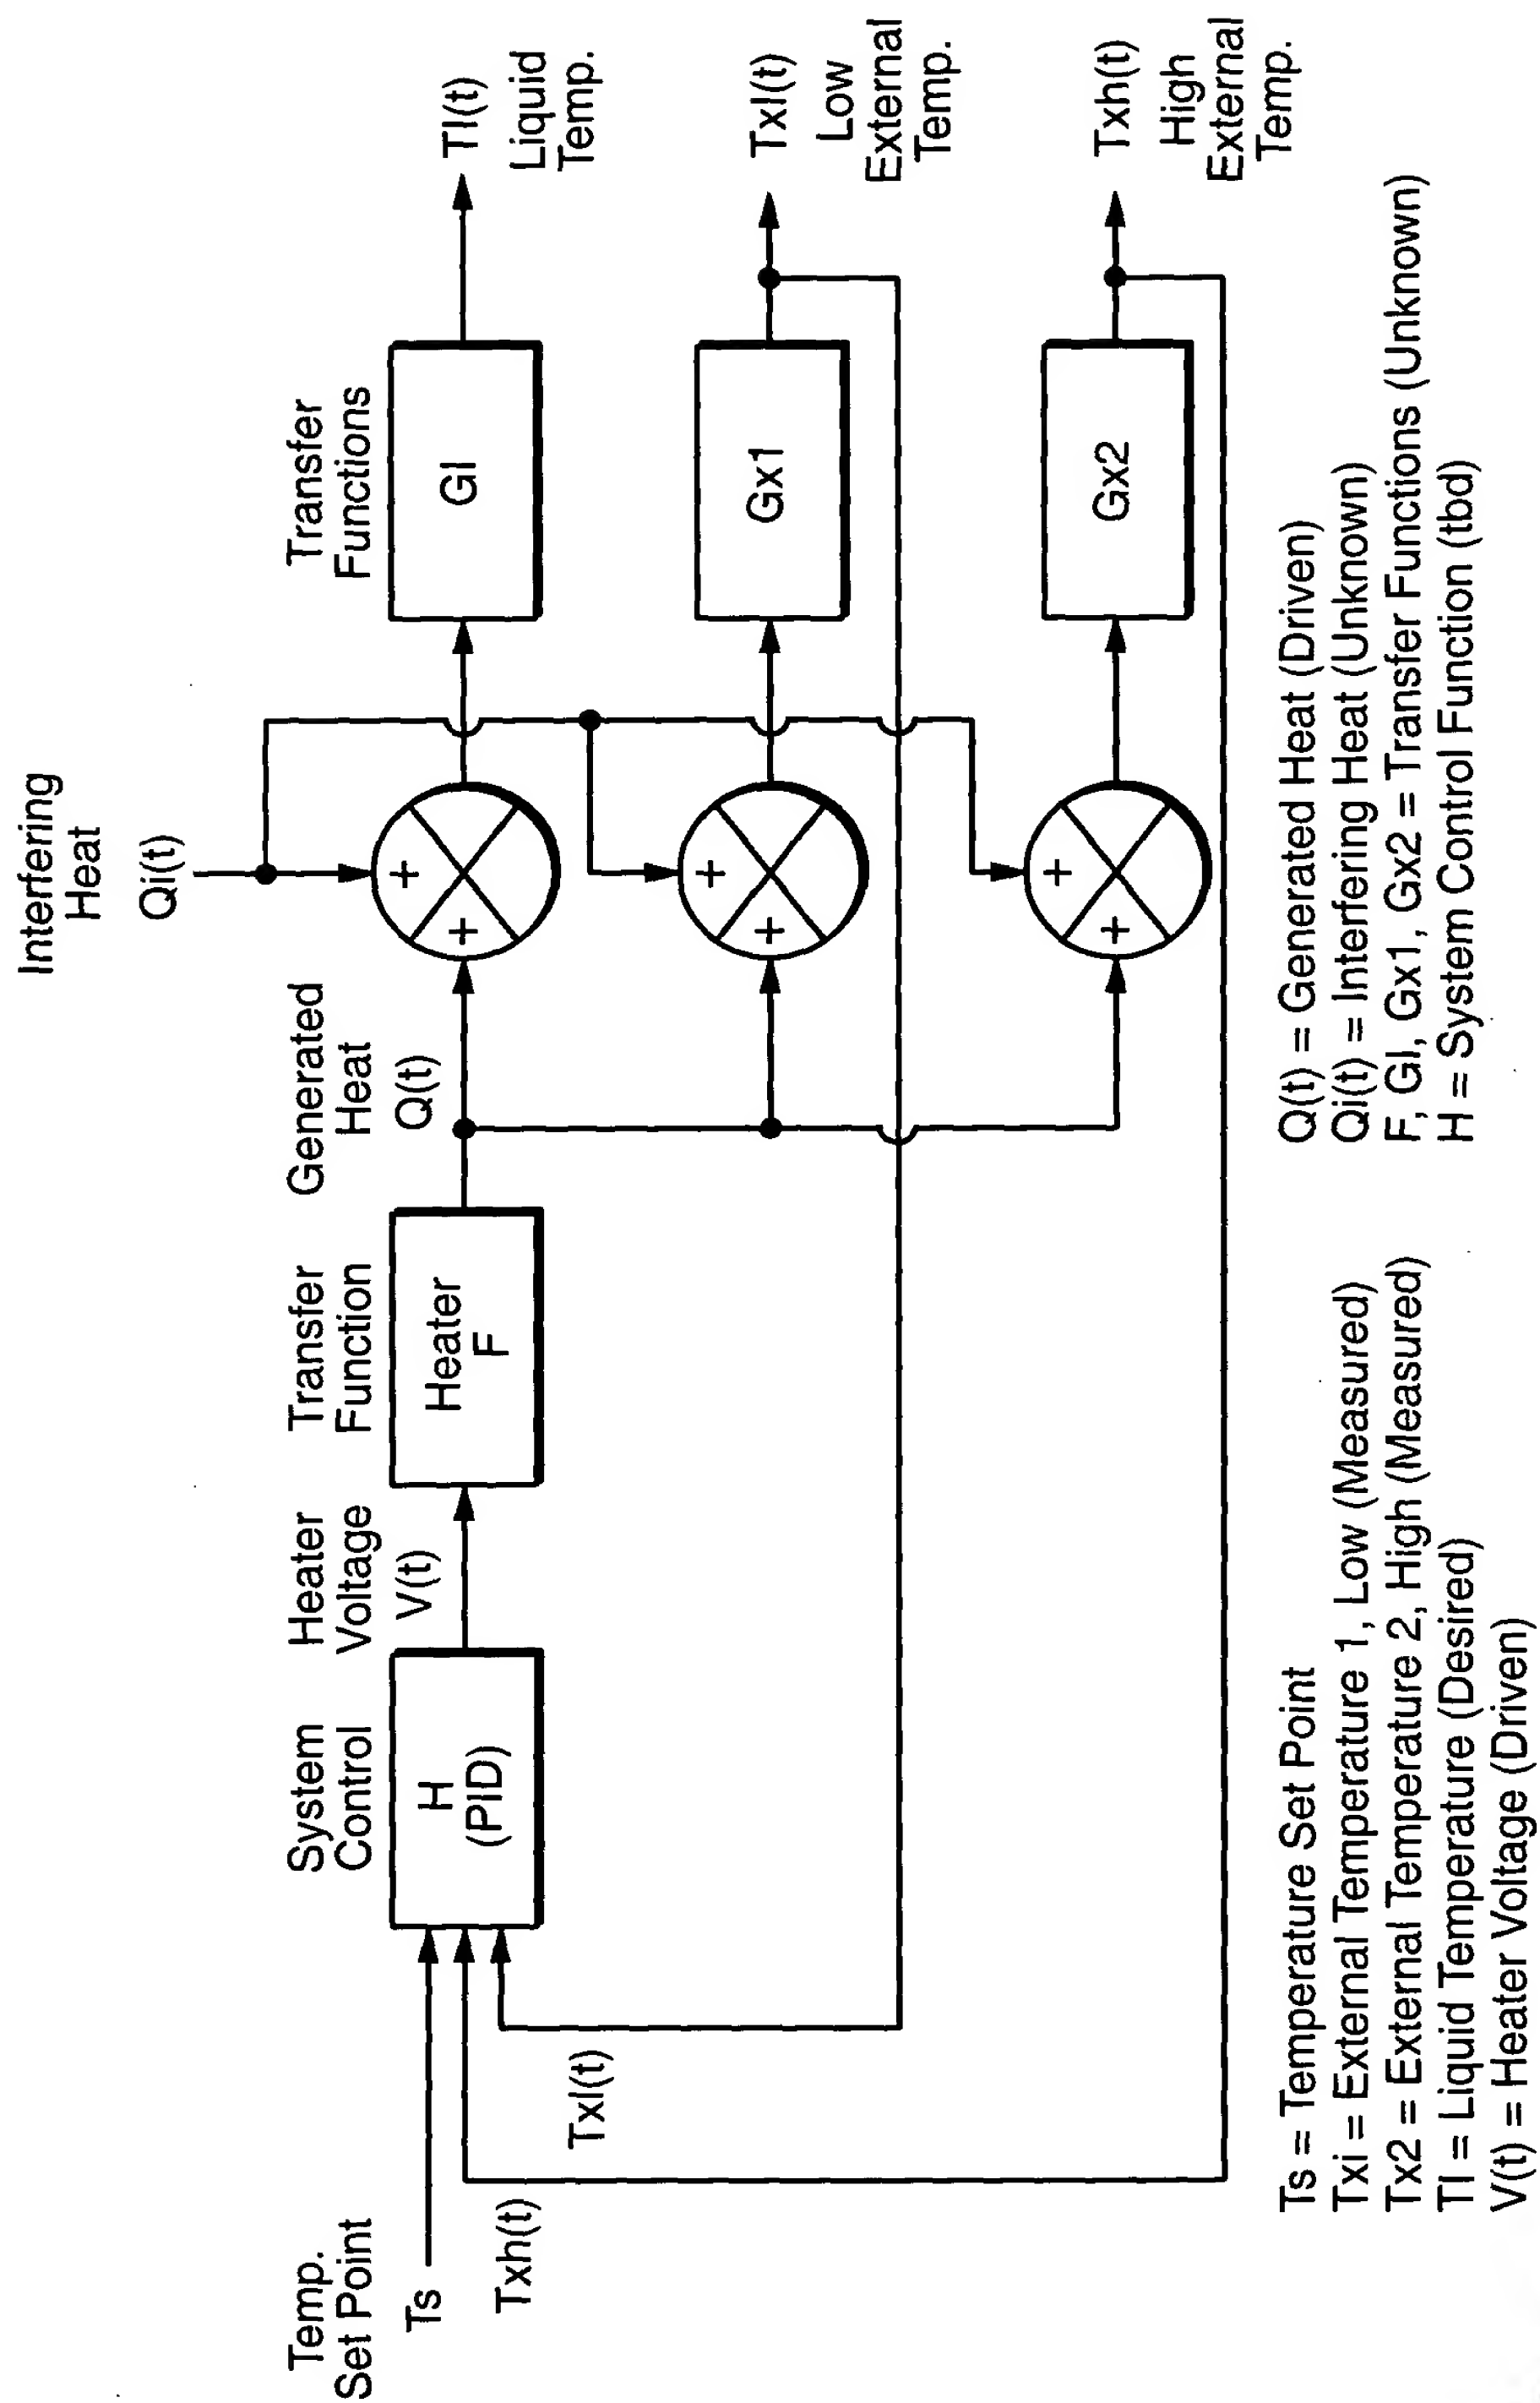 Interfering
Heat
Qi(t)
Temp.
Set Point
Ts
Txh(t)
Txl(t)
System
Control
H
(PID)
Heater
Voltage
V(t)
Transfer
Function
Heater
F
Generated
Heat
Q(t)
+
+
+
+
+
+
Transfer
Functions
Gl
Gx1
Gx2
Tl(t)
Liquid
Temp.
Txl(t)
Low
External
Temp.
Txh(t)
High
External
Temp.
Ts = Temperature Set Point
Txi = External Temperature 1, Low (Measured)
Tx2 = External Temperature 2, High (Measured)
Tl = Liquid Temperature (Desired)
V(t) = Heater Voltage (Driven)
Q(t) = Generated Heat (Driven)
Qi(t) = Interfering Heat (Unknown)
F, Gl, Gx1, Gx2 = Transfer Functions (Unknown)
H = System Control Function (tbd)